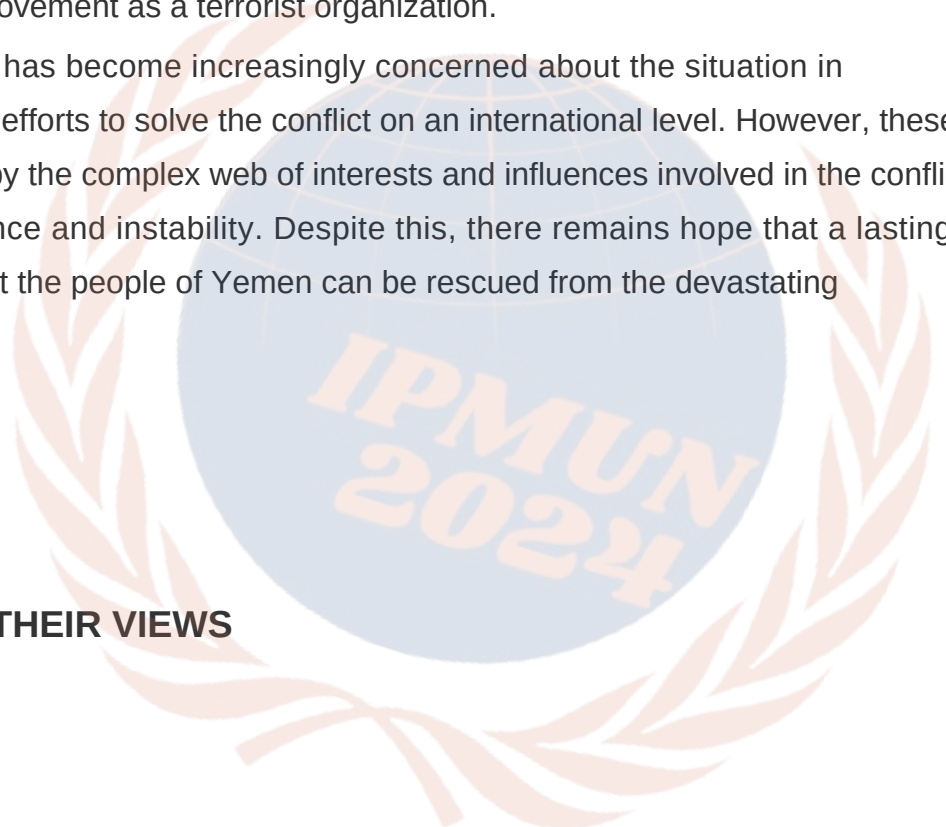 ovement as a terrorist organization.
has become increasingly concerned about the situation in
efforts to solve the conflict on an international level. However, these
by the complex web of interests and influences involved in the confli
nce and instability. Despite this, there remains hope that a lasting
t the people of Yemen can be rescued from the devastating
IPMUN
2024
THEIR VIEWS